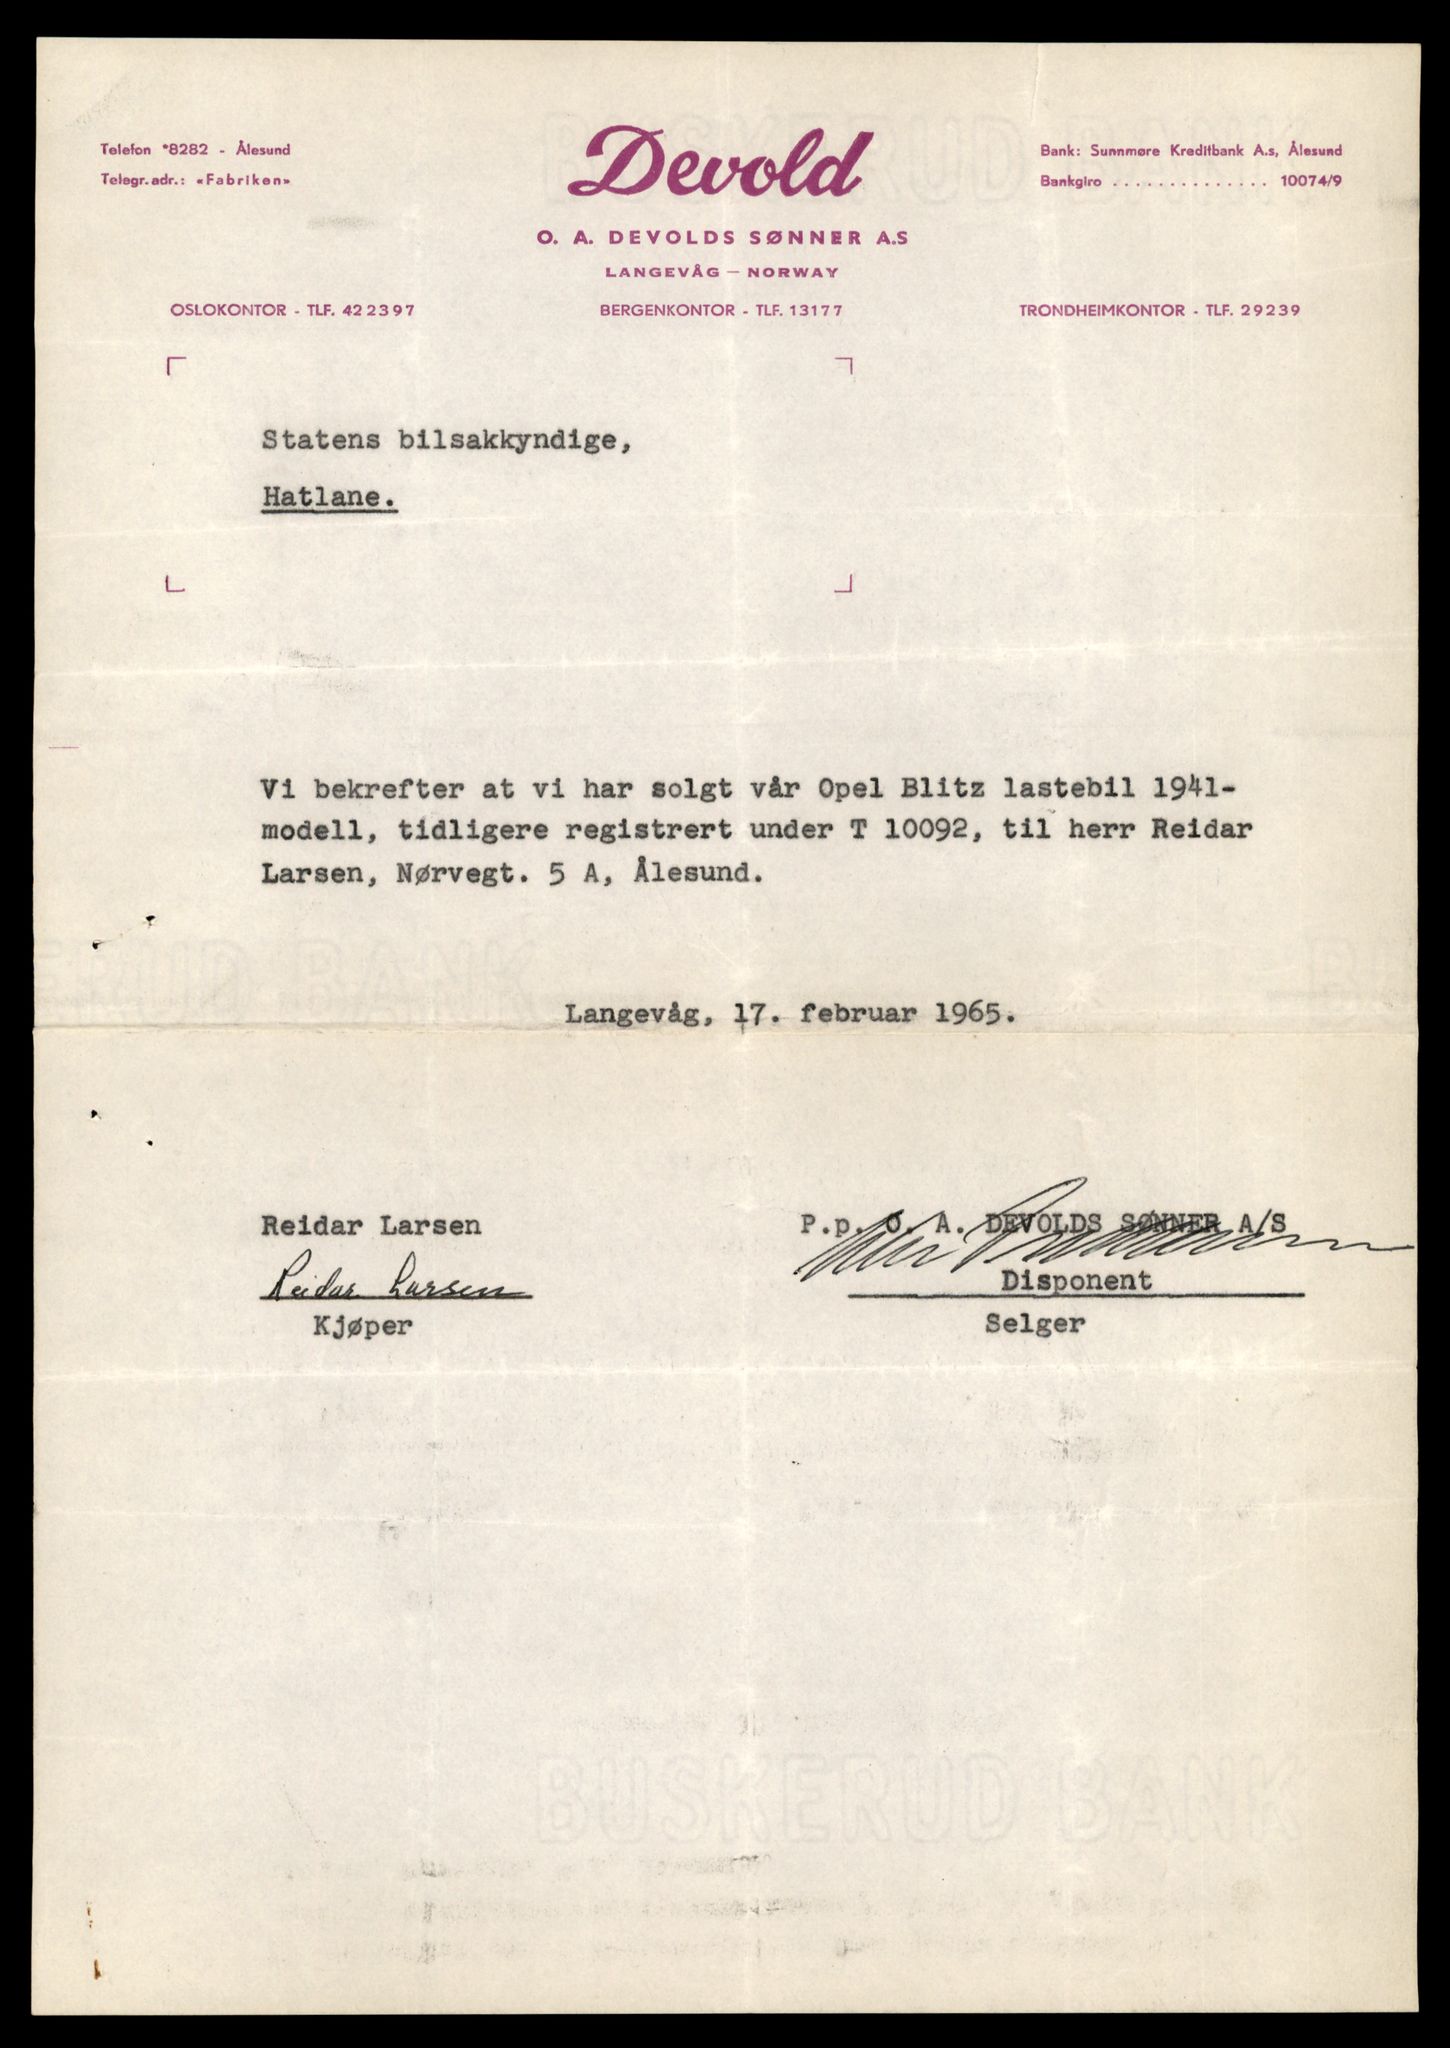 Telefon *8282 - Ålesund
Telegr.adr.: «Fabriken»
Devold
O. A. DEVOLDS SØNNER A.S
LANGEVÅG — NORWAY
Bank: Sunnmøre Kreditbank A.s, Ålesund
Bankgiro .............. 10074/9
OSLOKONTOR - TLF. 422397
BERGENKONTOR - TLF. 13177
TRONDHEIMKONTOR - TLF. 29239
Statens bilsakkyndige,
Hatlane.
Vi bekrefter at vi har solgt vår Opel Blitz lastebil 1941-
modell, tidligere registrert under T 10092, til herr Reidar
Larsen, Nørvegt. 5 A, Ålesund.
Langevåg, 17. februar 1965.
Reidar Larsen
Reidar Larsen
Kjøper
P.p. O. A. DEVOLDS SØNNER A/S
Disponent
Selger
BUSKERUD BANK